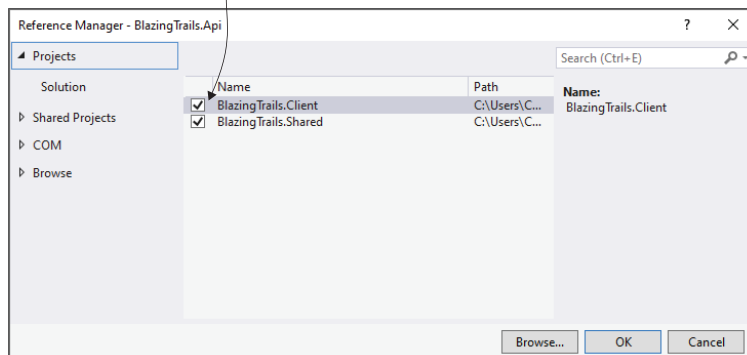 Reference Manager - BlazingTrails.Api ? ×
Projects
Search (Ctrl+E)
Solution
Name Path
Name:
BlazingTrails.Client C:\Users\C...
BlazingTrails.Client
Shared Projects
BlazingTrails.Shared C:\Users\C...
COM
Browse
Browse... OK Cancel